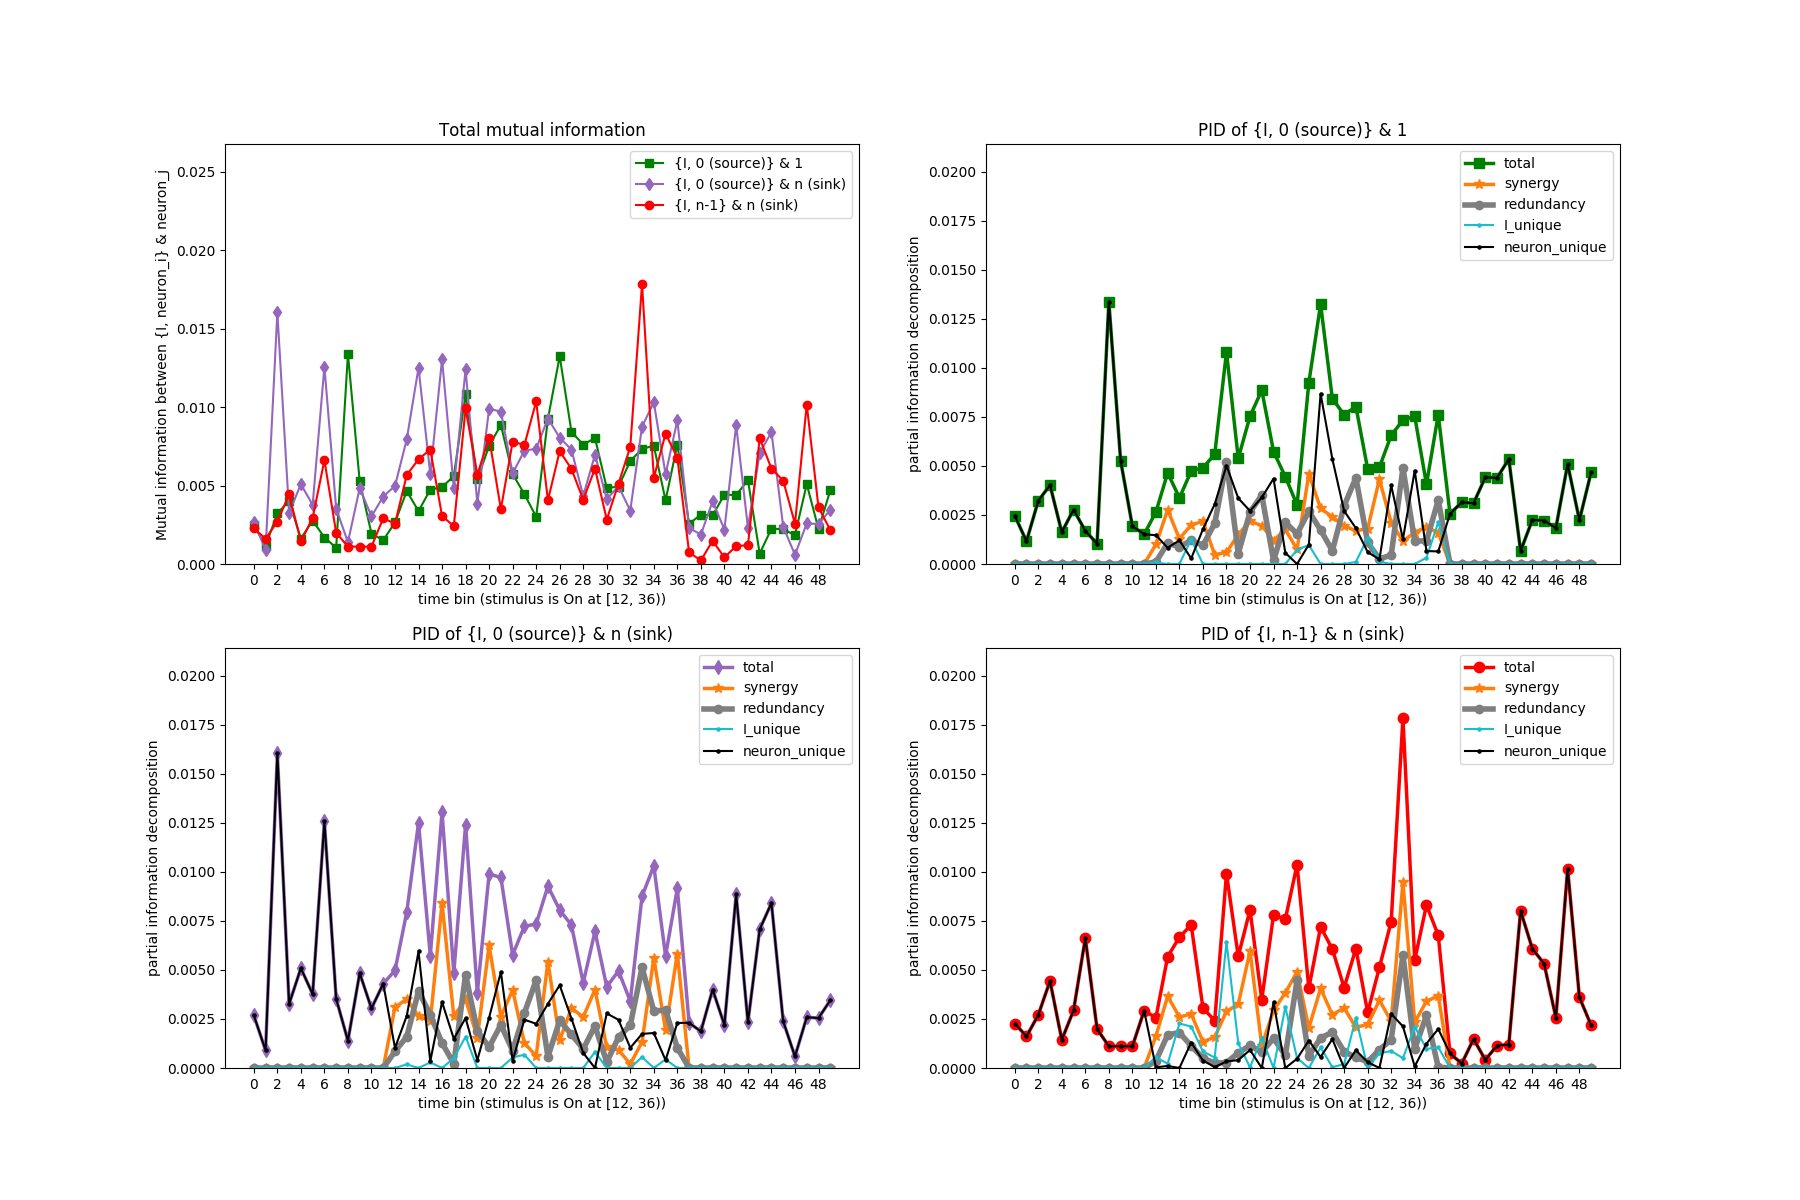 Total mutual information
Mutual information between {I, neuron_i} & neuron_j
0.025
0.020
0.015
0.010
0.005
0.000
{I, 0 (source)} & 1
{I, 0 (source)} & n (sink)
{I, n-1} & n (sink)
0 2 4 6 8 10 12 14 16 18 20 22 24 26 28 30 32 34 36 38 40 42 44 46 48
time bin (stimulus is On at [12, 36))
PID of {I, 0 (source)} & 1
partial information decomposition
0.0200
0.0175
0.0150
0.0125
0.0100
0.0075
0.0050
0.0025
0.0000
total
synergy
redundancy
I_unique
neuron_unique
0 2 4 6 8 10 12 14 16 18 20 22 24 26 28 30 32 34 36 38 40 42 44 46 48
time bin (stimulus is On at [12, 36))
PID of {I, 0 (source)} & n (sink)
partial information decomposition
0.0200
0.0175
0.0150
0.0125
0.0100
0.0075
0.0050
0.0025
0.0000
total
synergy
redundancy
I_unique
neuron_unique
0 2 4 6 8 10 12 14 16 18 20 22 24 26 28 30 32 34 36 38 40 42 44 46 48
time bin (stimulus is On at [12, 36))
PID of {I, n-1} & n (sink)
partial information decomposition
0.0200
0.0175
0.0150
0.0125
0.0100
0.0075
0.0050
0.0025
0.0000
total
synergy
redundancy
I_unique
neuron_unique
0 2 4 6 8 10 12 14 16 18 20 22 24 26 28 30 32 34 36 38 40 42 44 46 48
time bin (stimulus is On at [12, 36))